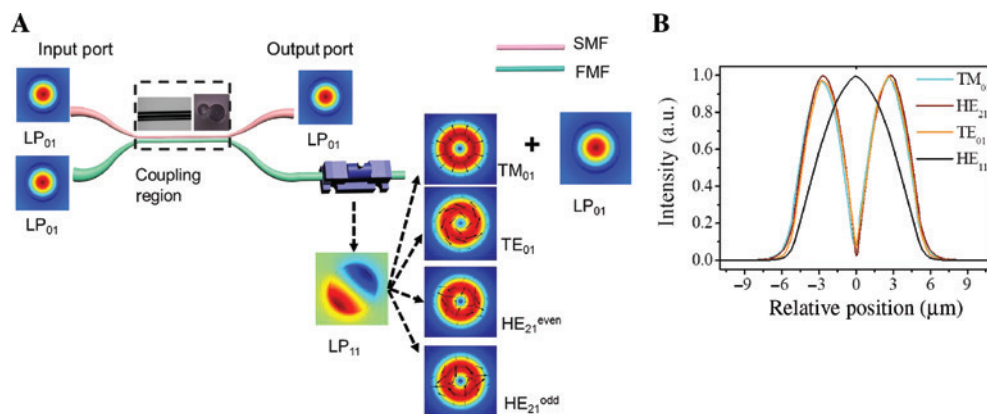 A
Input port
Output port
SMF
FMF
LP01
LP01
LP01
Coupling
region
TM01
LP01
TE01
LP11
HE21even
HE21odd
B
Intensity (a.u.)
1.0
0.8
0.6
0.4
0.2
0.0
TM0
HE21
TE01
HE11
−9 −6 −3 0 3 6 9
Relative position (μm)